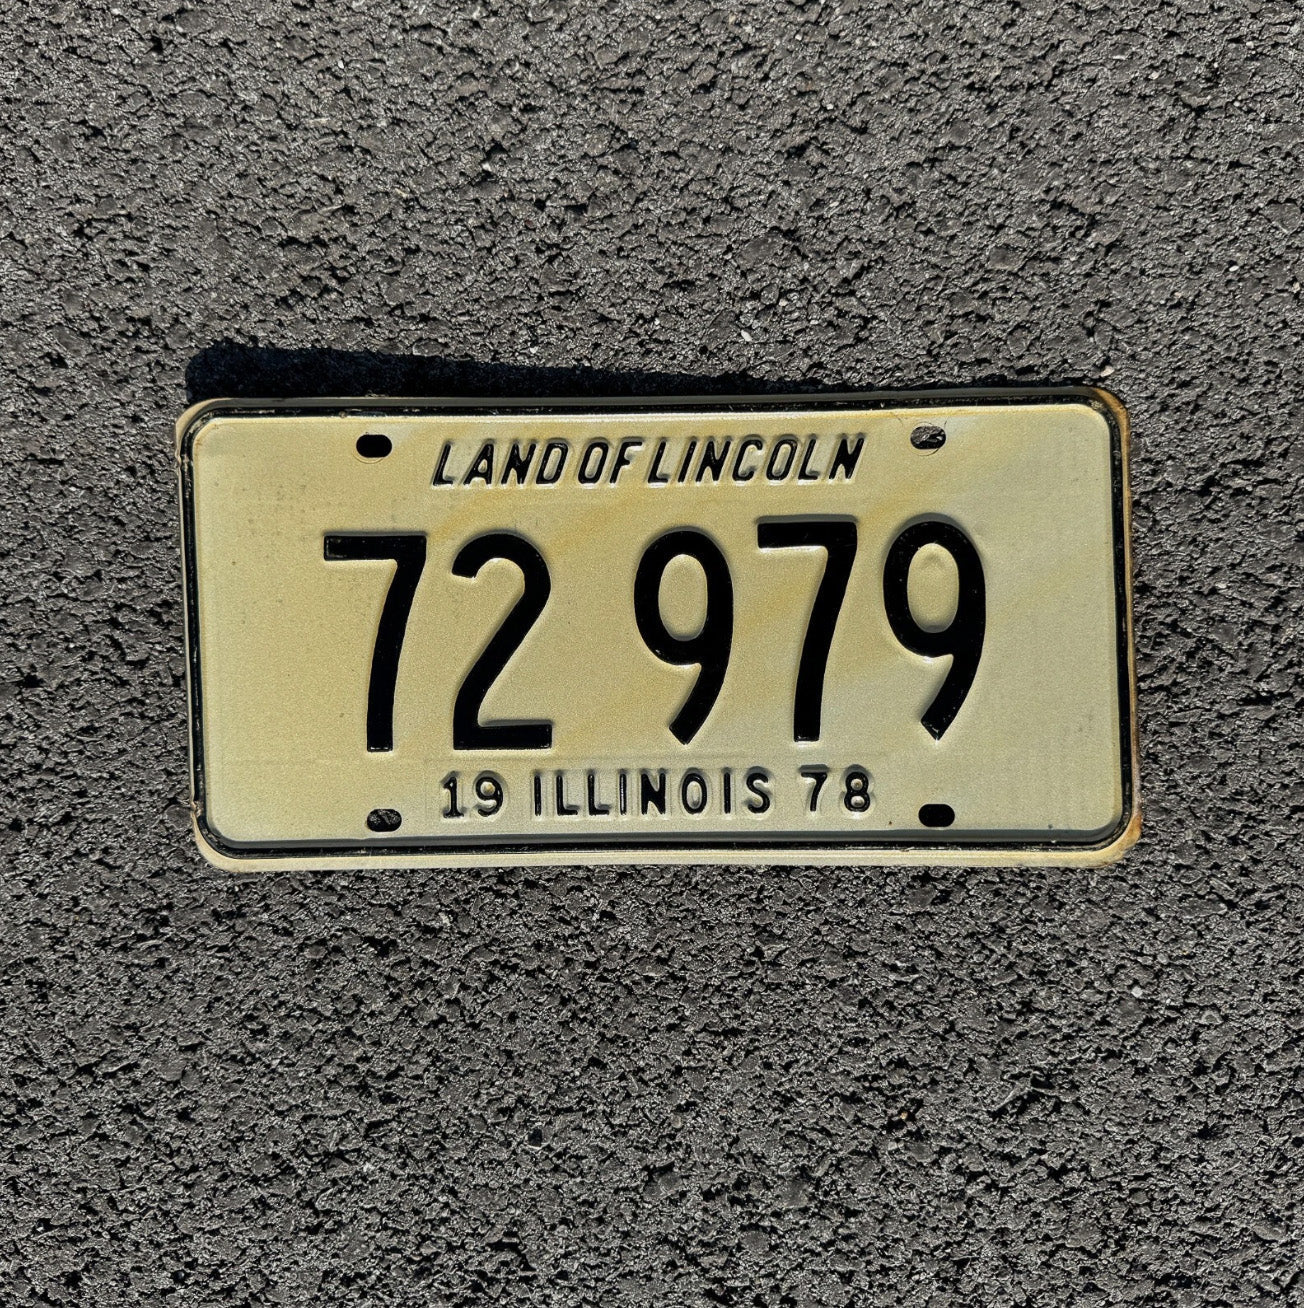 LAND OF LINCOLN
72 979
19 ILLINOIS 78